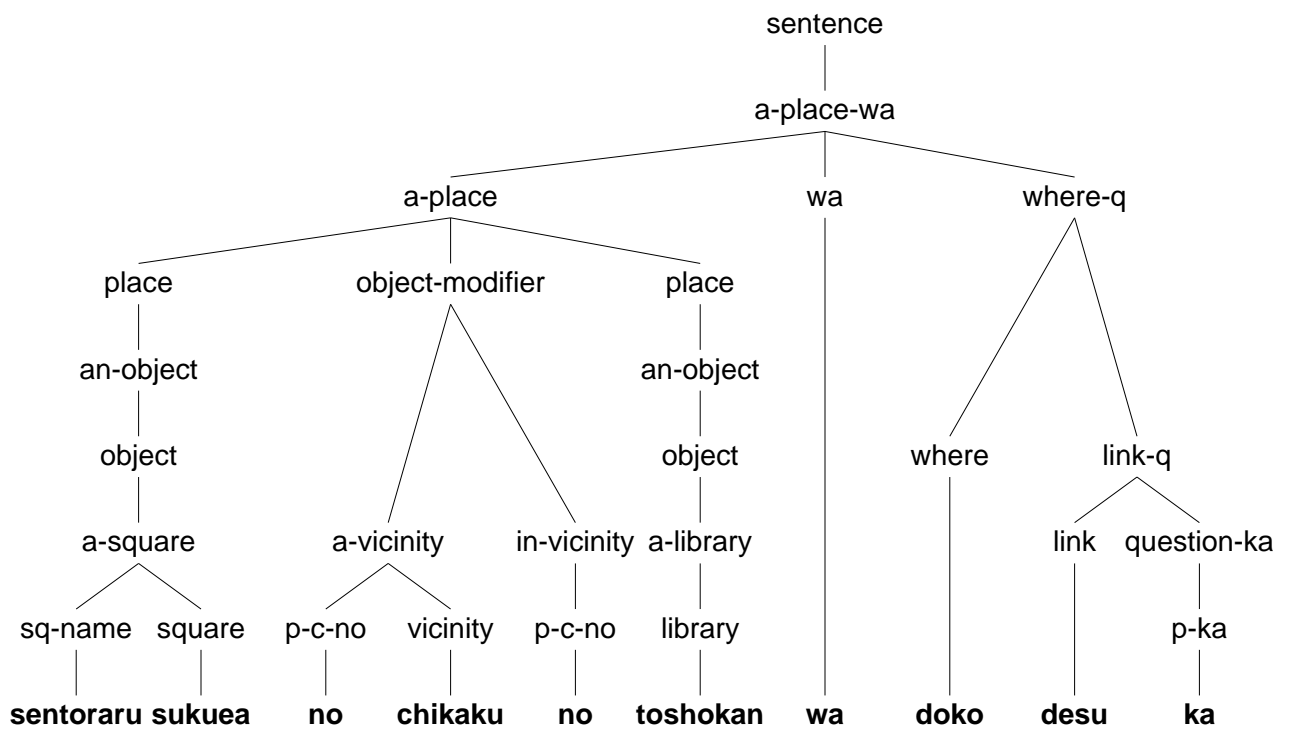 sentence
a-place-wa
a-place wa where-q
place object-modifier place
an-object an-object
object object where link-q
a-square a-vicinity in-vicinity a-library link question-ka
sq-name square p-c-no vicinity p-c-no library p-ka
sentoraru sukuea no chikaku no toshokan wa doko desu ka